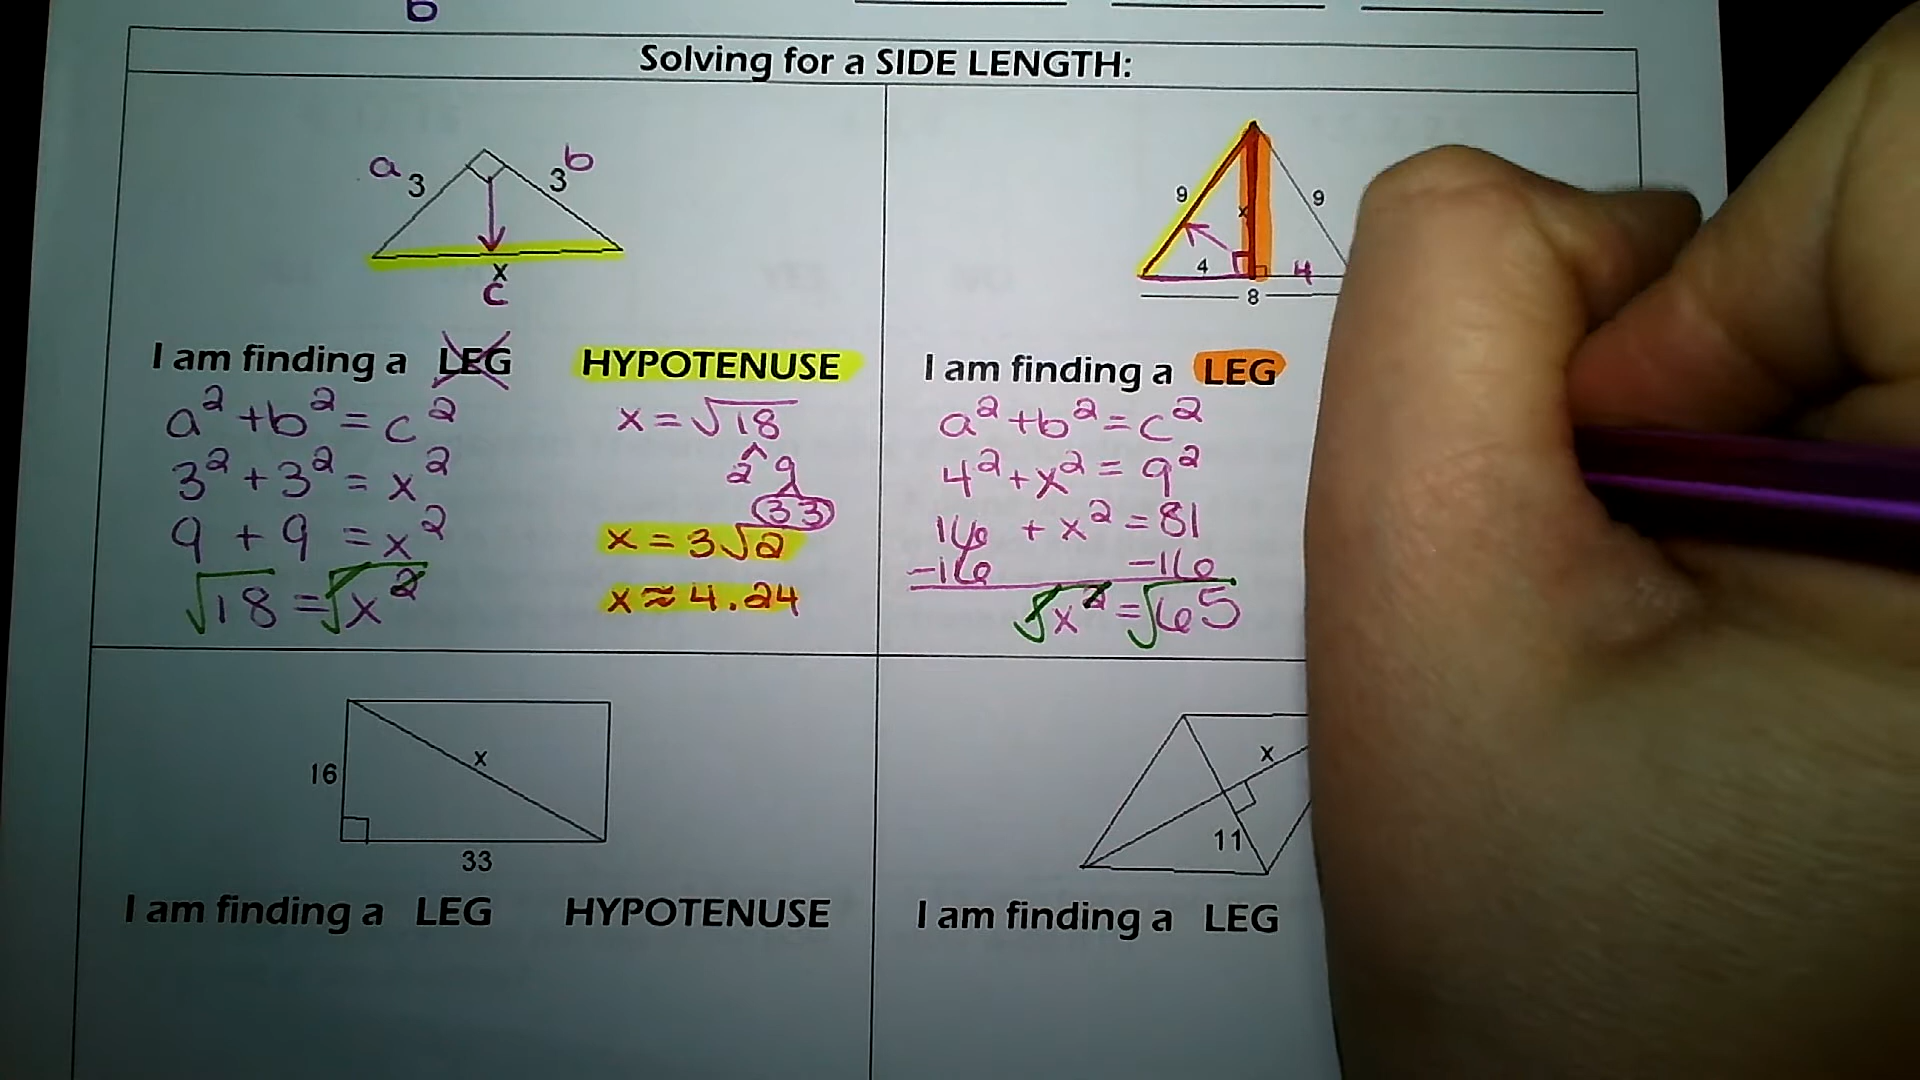 b
Solving for a SIDE LENGTH:
a 3
3 b
x
c
I am finding a LEG HYPOTENUSE
a² + b² = c²
3² + 3² = x²
9 + 9 = x²
√18 = √x²
x = √18
2 9
3 3
x = 3√2
x ≈ 4.24
9
x
9
4
4
8
I am finding a LEG
a² + b² = c²
4² + x² = 9²
16 + x² = 81
-16 -16
√x² = √65
16
x
33
I am finding a LEG HYPOTENUSE
x
11
I am finding a LEG